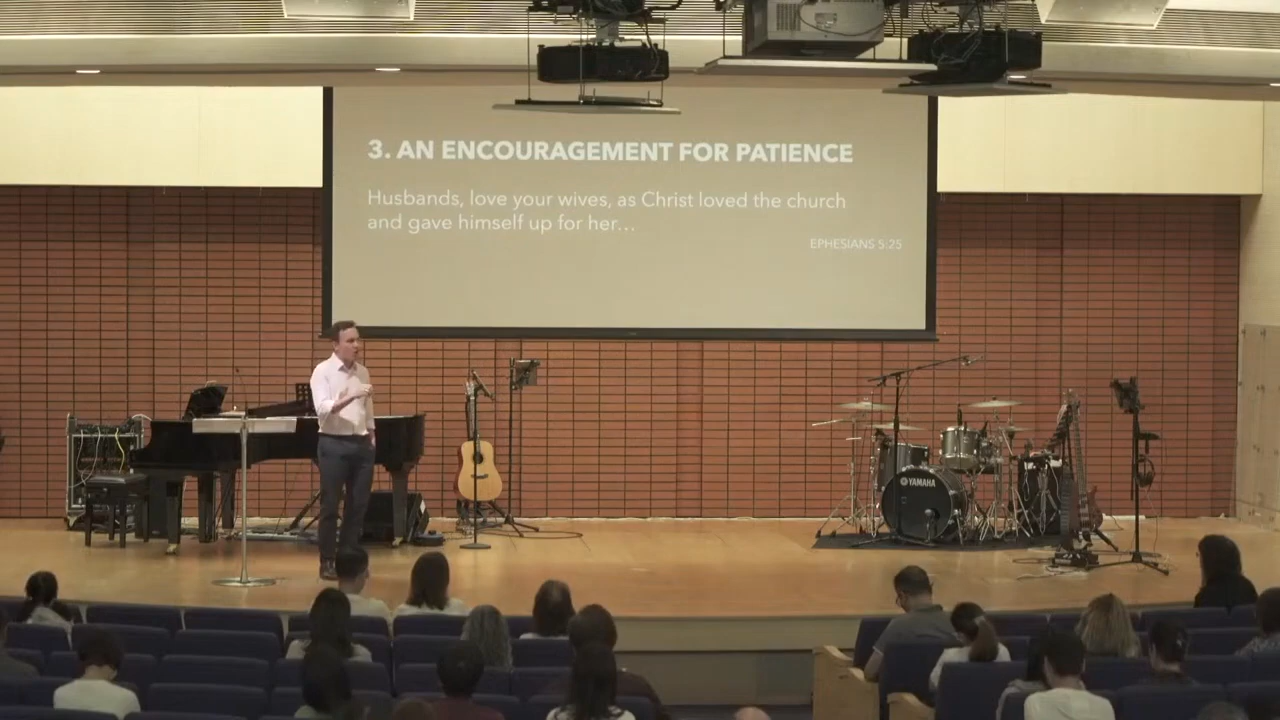 3. AN ENCOURAGEMENT FOR PATIENCE
Husbands, love your wives, as Christ loved the church
and gave himself up for her…
EPHESIANS 5:25
YAMAHA